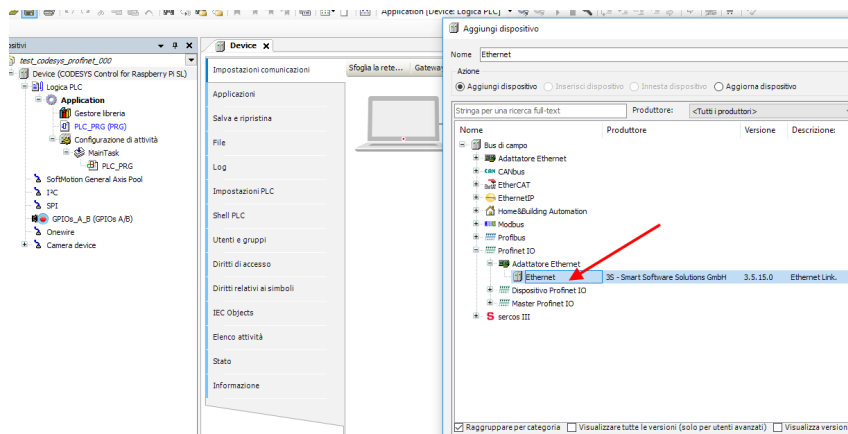 Application [Device: Logica PLC]
ositivi
test_codesys_profinet_000
Device (CODESYS Control for Raspberry Pi SL)
Logica PLC
Application
Gestore libreria
PLC_PRG (PRG)
Configurazione di attività
MainTask
PLC_PRG
SoftMotion General Axis Pool
I²C
SPI
GPIOs_A_B (GPIOs A/B)
Onewire
Camera device
Device
Impostazioni comunicazioni
Applicazioni
Salva e ripristina
File
Log
Impostazioni PLC
Shell PLC
Utenti e gruppi
Diritti di accesso
Diritti relativi ai simboli
IEC Objects
Elenco attività
Stato
Informazione
Sfoglia la rete... Gateway
Aggiungi dispositivo
Nome Ethernet
Azione
Aggiungi dispositivo Inserisci dispositivo Innesta dispositivo Aggiorna dispositivo
Stringa per una ricerca full-text Produttore: <Tutti i produttori>
Nome Produttore Versione Descrizione:
Bus di campo
Adattatore Ethernet
CAN CANbus
EtherCAT
EthernetIP
Home&Building Automation
Modbus
Profibus
Profinet IO
Adattatore Ethernet
Ethernet 3S - Smart Software Solutions GmbH 3.5.15.0 Ethernet Link.
Dispositivo Profinet IO
Master Profinet IO
sercos III
Raggruppare per categoria Visualizzare tutte le versioni (solo per utenti avanzati) Visualizza version